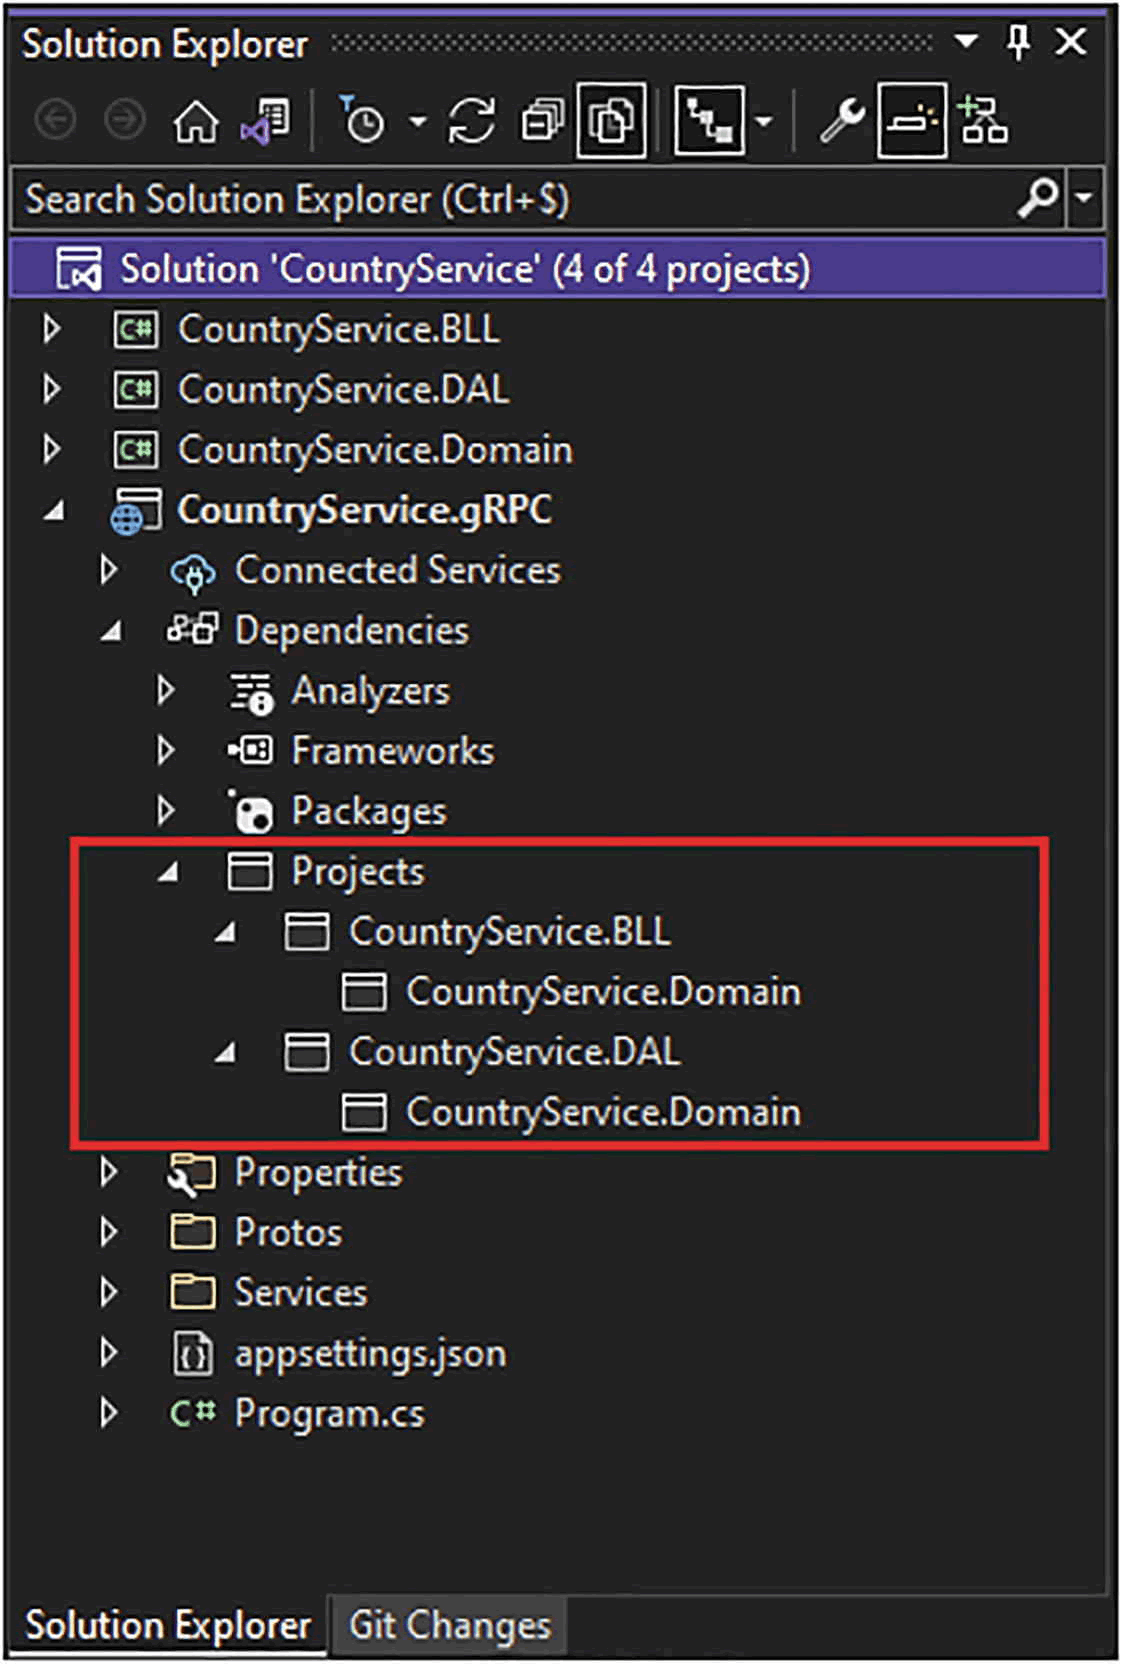 Solution Explorer
Search Solution Explorer (Ctrl+$)
Solution 'CountryService' (4 of 4 projects)
C# CountryService.BLL
C# CountryService.DAL
C# CountryService.Domain
CountryService.gRPC
Connected Services
Dependencies
Analyzers
Frameworks
Packages
Projects
CountryService.BLL
CountryService.Domain
CountryService.DAL
CountryService.Domain
Properties
Protos
Services
appsettings.json
C# Program.cs
Solution Explorer Git Changes